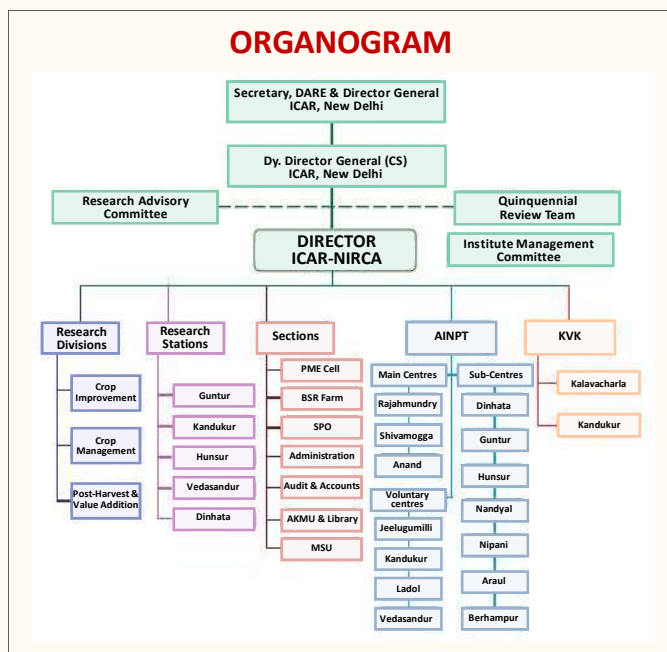 ORGANOGRAM
Secretary, DARE & Director General
ICAR, New Delhi
Dy. Director General (CS)
ICAR, New Delhi
Research Advisory
Committee
Quinquennial
Review Team
DIRECTOR
ICAR-NIRCA
Institute Management
Committee
Research
Divisions
Crop
Improvement
Crop
Management
Post-Harvest &
Value Addition
Research
Stations
Guntur
Kandukur
Hunsur
Vedasandur
Dinhata
Sections
PME Cell
BSR Farm
SPO
Administration
Audit & Accounts
AKMU & Library
MSU
AINPT
Main Centres
Rajahmundry
Shivamogga
Anand
Voluntary
centres
Jeelugumilli
Kandukur
Ladol
Vedasandur
Sub-Centres
Dinhata
Guntur
Hunsur
Nandyal
Nipani
Araul
Berhampur
KVK
Kalavacharla
Kandukur